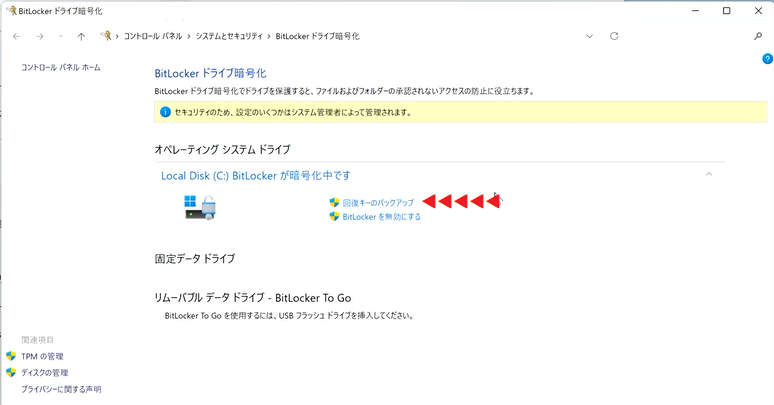 BitLocker ドライブ暗号化
コントロール パネル › システムとセキュリティ › BitLocker ドライブ暗号化
コントロール パネル ホーム
BitLocker ドライブ暗号化
BitLocker ドライブ暗号化でドライブを保護すると、ファイルおよびフォルダーの承認されないアクセスの防止に役立ちます。
セキュリティのため、設定のいくつかはシステム管理者によって管理されます。
オペレーティング システム ドライブ
Local Disk (C:) BitLocker が暗号化中です
回復キーのバックアップ
BitLocker を無効にする
固定データ ドライブ
リムーバブル データ ドライブ - BitLocker To Go
BitLocker To Go を使用するには、USB フラッシュ ドライブを挿入してください。
関連項目
TPM の管理
ディスクの管理
プライバシーに関する声明